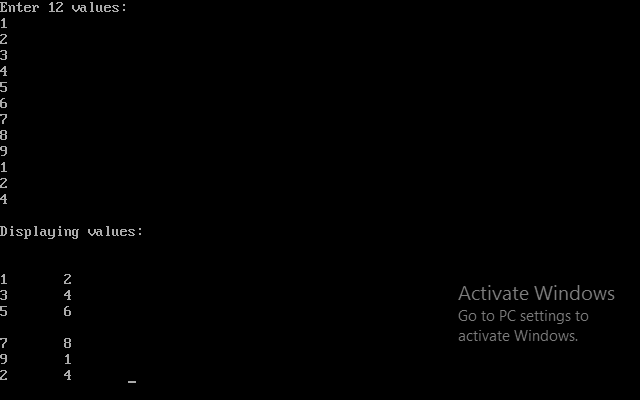 Enter 12 values:
1
2
3
4
5
6
7
8
9
1
2
4
Displaying values:
1 2
3 4
5 6
7 8
9 1
2 4 _
Activate Windows
Go to PC settings to
activate Windows.